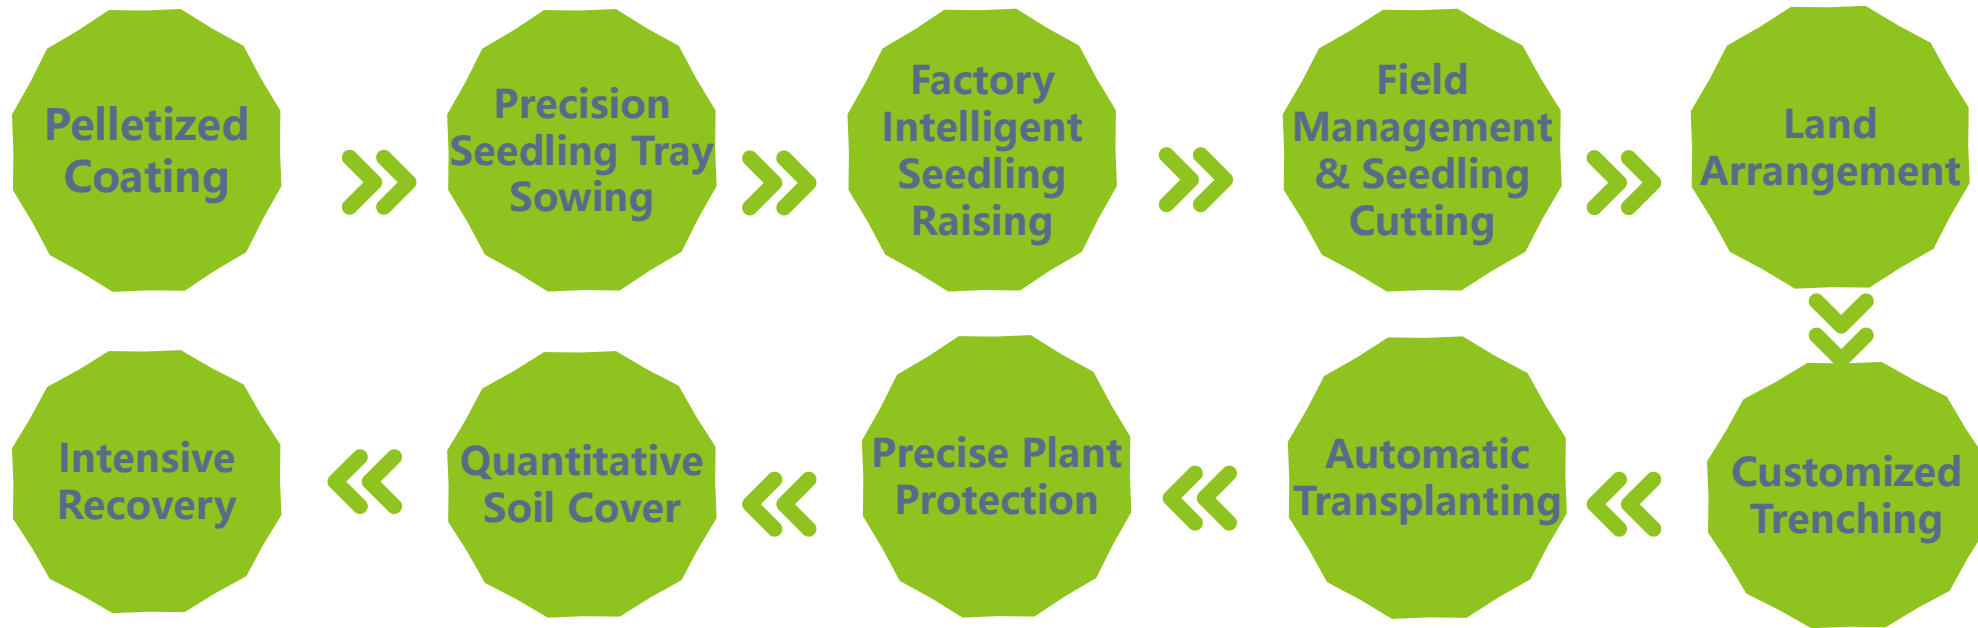 Pelletized
Coating
Precision
Seedling Tray
Sowing
Factory
Intelligent
Seedling
Raising
Field
Management
& Seedling
Cutting
Land
Arrangement
Customized
Trenching
Automatic
Transplanting
Precise Plant
Protection
Quantitative
Soil Cover
Intensive
Recovery